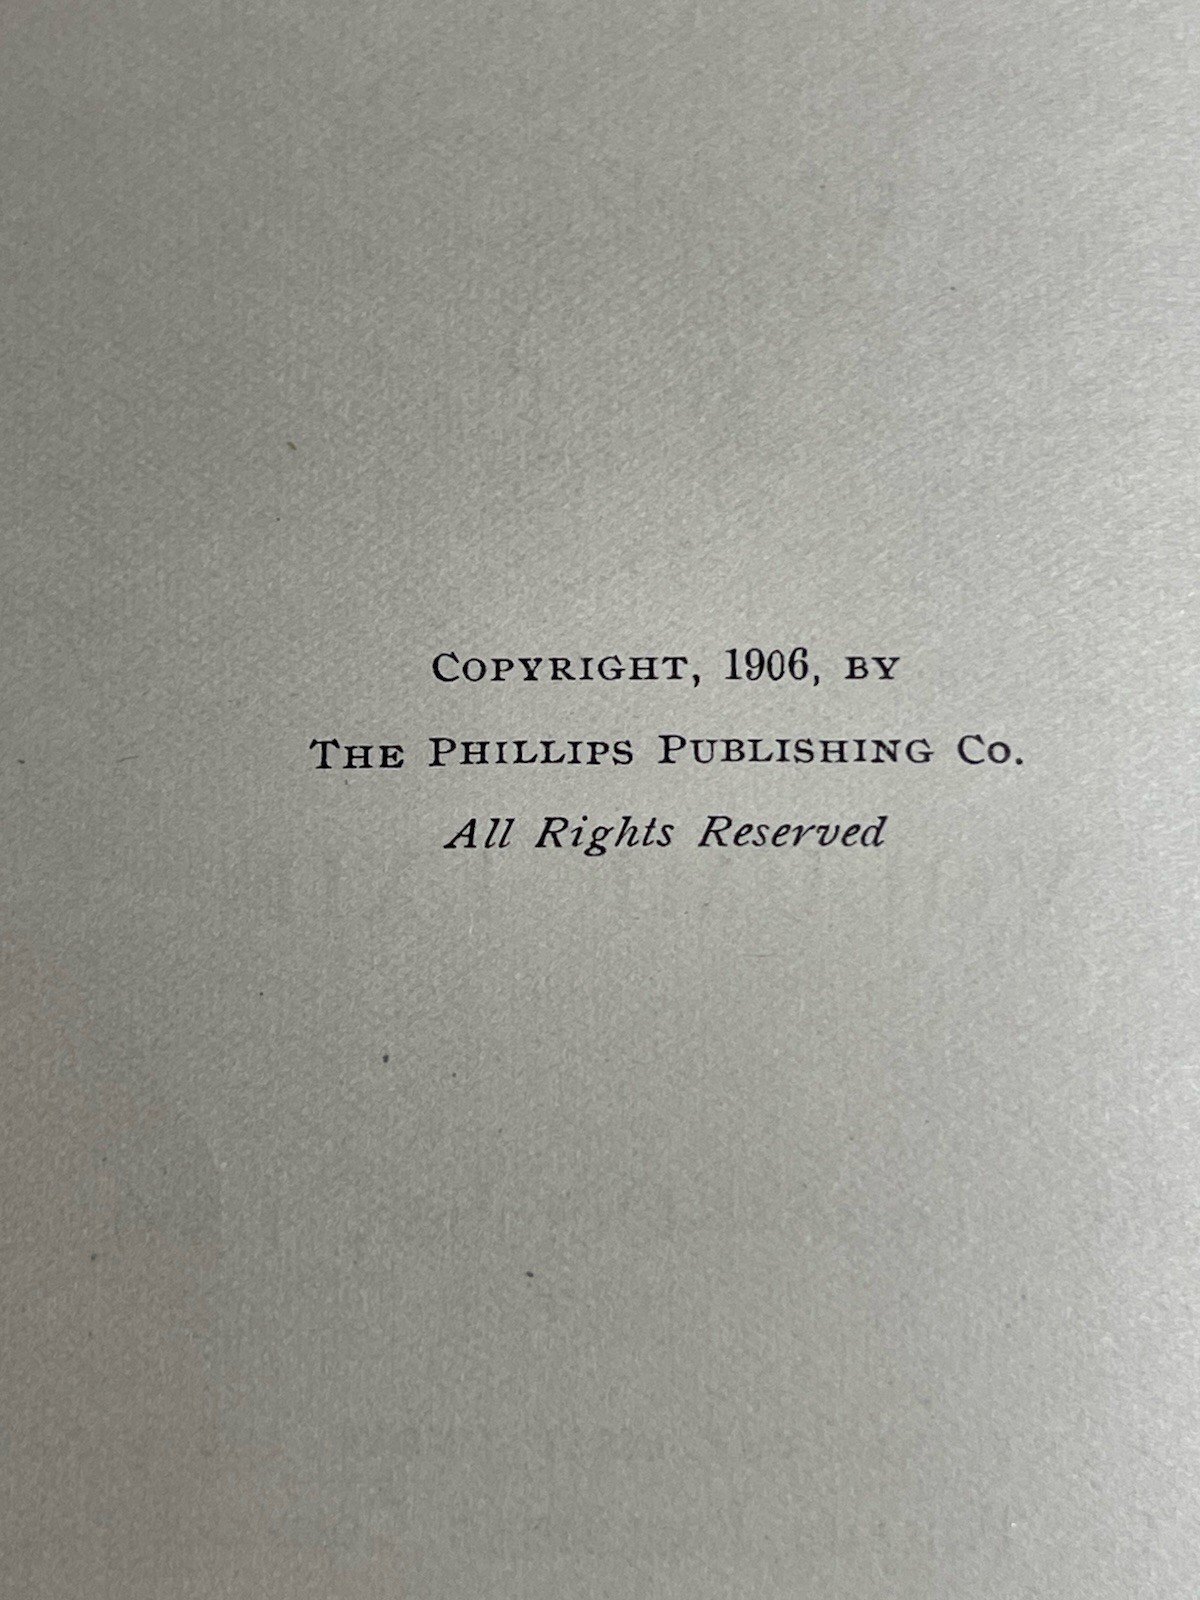 Copyright, 1906, by
The Phillips Publishing Co.
All Rights Reserved